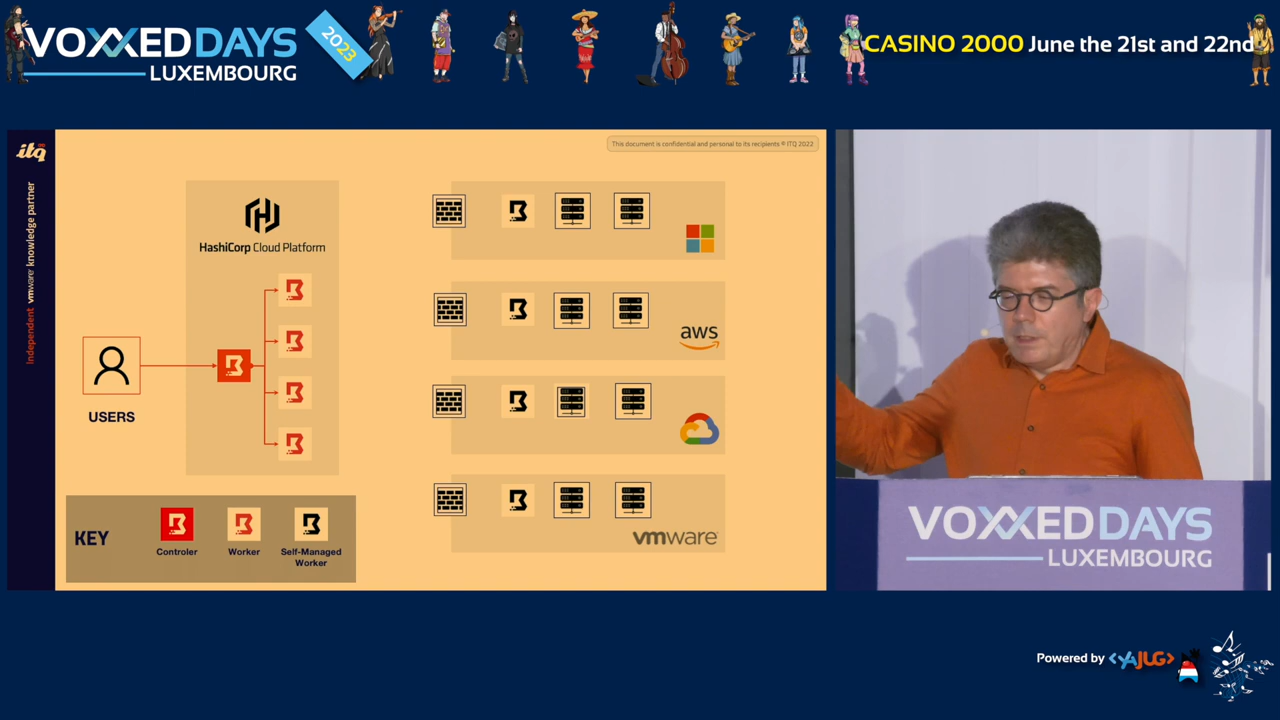 VOXXED DAYS
LUXEMBOURG
2023
CASINO 2000 June the 21st and 22nd
itq
Independent vmware knowledge partner
This document is confidential and personal to its recipients © ITQ 2022
HashiCorp Cloud Platform
USERS
aws
vmware
KEY
Controler
Worker
Self-Managed
Worker
VOXXED DAYS
LUXEMBOURG
Powered by <YAJUG>